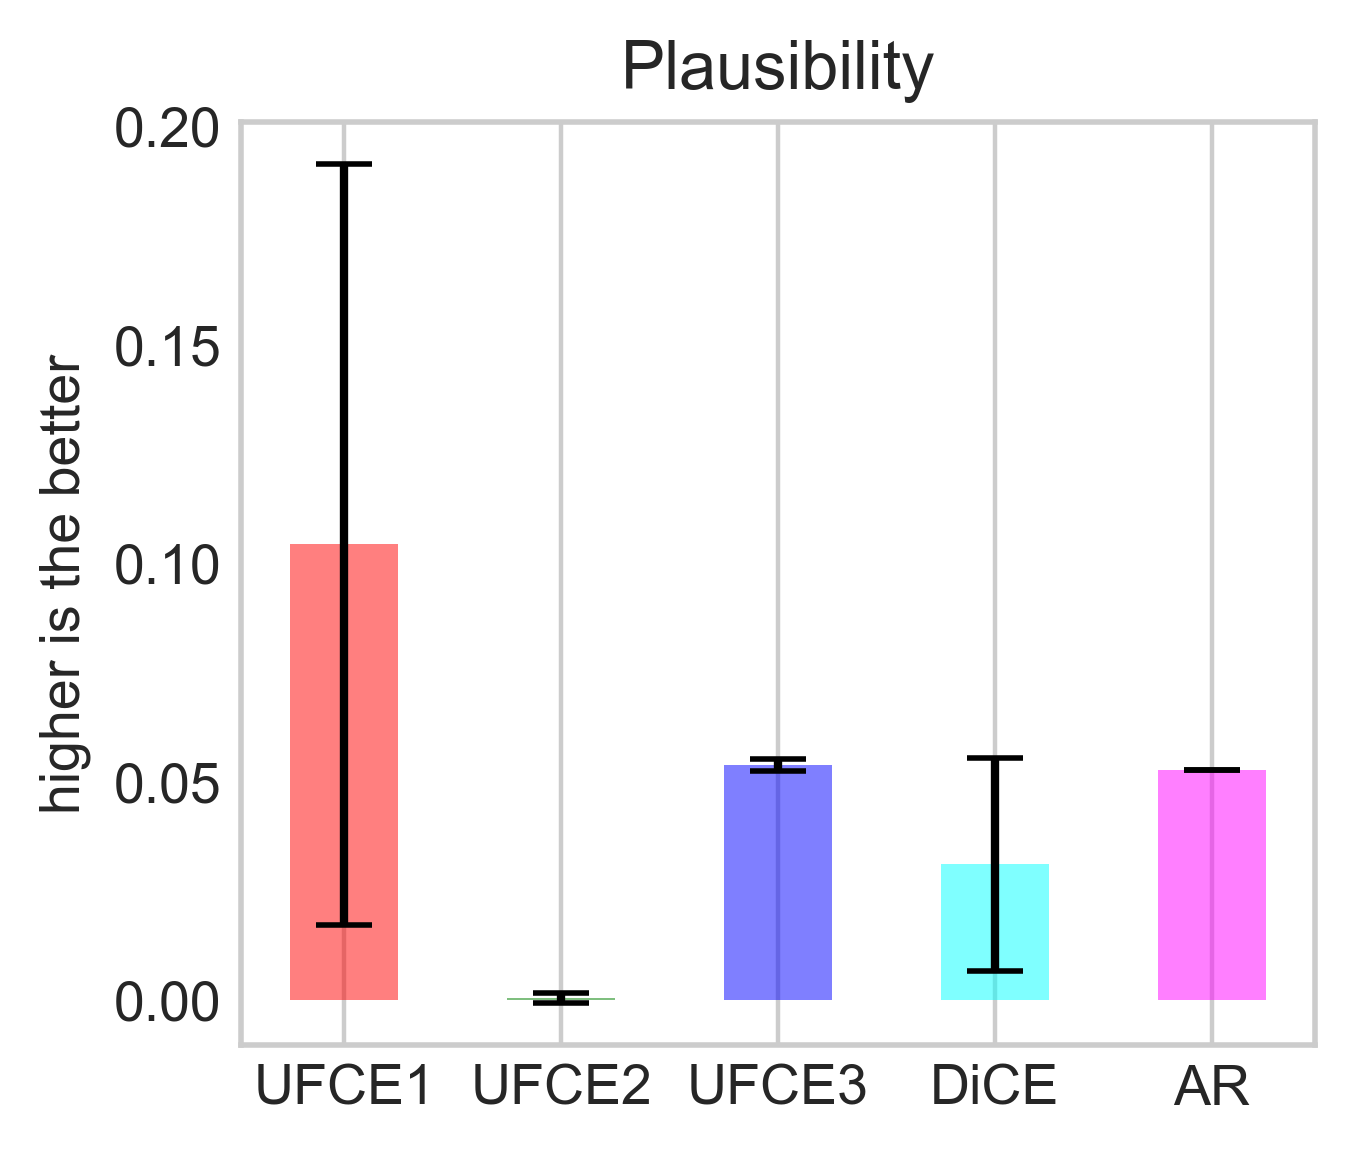 Plausibility
higher is the better
0.20
0.15
0.10
0.05
0.00
UFCE1 UFCE2 UFCE3 DiCE AR